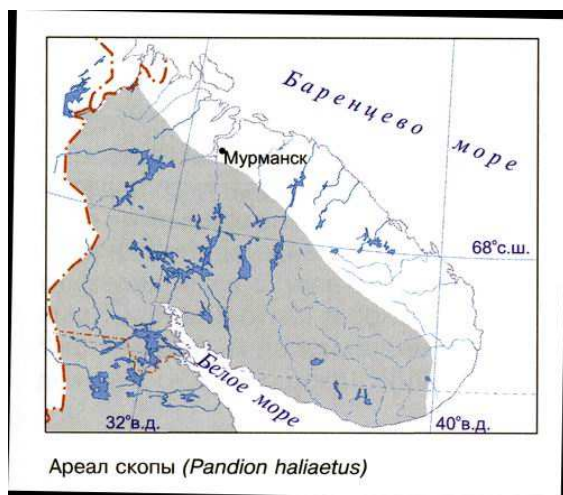 Баренцево море
Мурманск
68°с.ш.
Белое море
32°в.д.
40°в.д.
Ареал скопы (Pandion haliaetus)